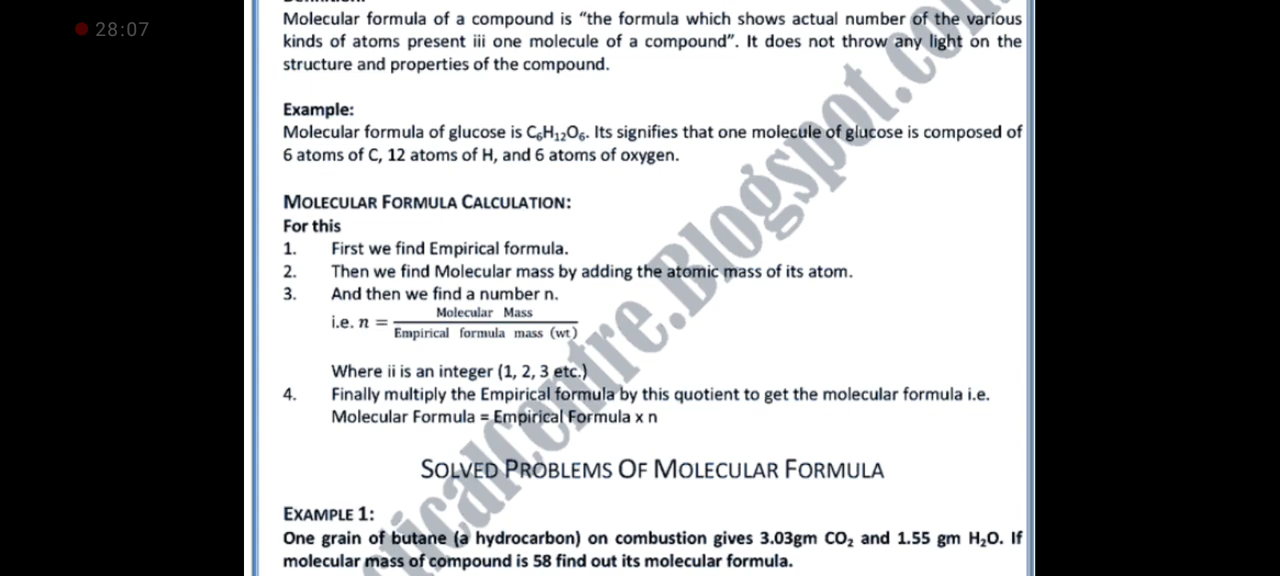 28:07
Molecular formula of a compound is “the formula which shows actual number of the various
kinds of atoms present iii one molecule of a compound”. It does not throw any light on the
structure and properties of the compound.
Example:
Molecular formula of glucose is C₆H₁₂O₆. Its signifies that one molecule of glucose is composed of
6 atoms of C, 12 atoms of H, and 6 atoms of oxygen.
MOLECULAR FORMULA CALCULATION:
For this
1. First we find Empirical formula.
2. Then we find Molecular mass by adding the atomic mass of its atom.
3. And then we find a number n.
Molecular Mass
i.e. n =
Empirical formula mass (wt)
Where ii is an integer (1, 2, 3 etc.)
4. Finally multiply the Empirical formula by this quotient to get the molecular formula i.e.
Molecular Formula = Empirical Formula x n
SOLVED PROBLEMS OF MOLECULAR FORMULA
EXAMPLE 1:
One grain of butane (a hydrocarbon) on combustion gives 3.03gm CO₂ and 1.55 gm H₂O. If
molecular mass of compound is 58 find out its molecular formula.
ticalCentre.Blogspot.com